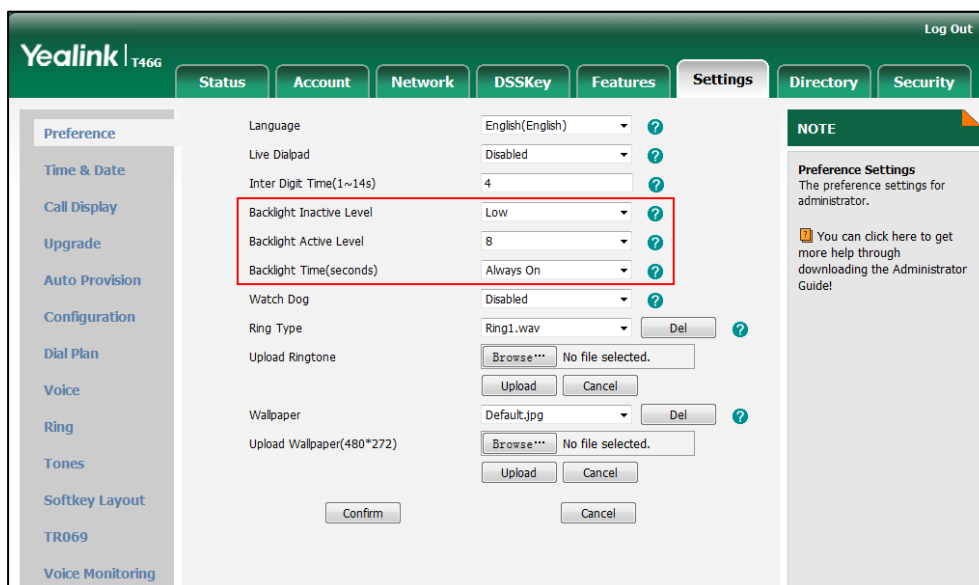 Log Out
Yealink | T46G
Status Account Network DSSKey Features Settings Directory Security
Preference
Time & Date
Call Display
Upgrade
Auto Provision
Configuration
Dial Plan
Voice
Ring
Tones
Softkey Layout
TR069
Voice Monitoring
Language English(English) ?
Live Dialpad Disabled ?
Inter Digit Time(1~14s) 4 ?
Backlight Inactive Level Low ?
Backlight Active Level 8 ?
Backlight Time(seconds) Always On ?
Watch Dog Disabled ?
Ring Type Ring1.wav Del ?
Upload Ringtone Browse… No file selected.
Upload Cancel
Wallpaper Default.jpg Del ?
Upload Wallpaper(480*272) Browse… No file selected.
Upload Cancel
Confirm Cancel
NOTE
Preference Settings
The preference settings for
administrator.
? You can click here to get
more help through
downloading the Administrator
Guide!